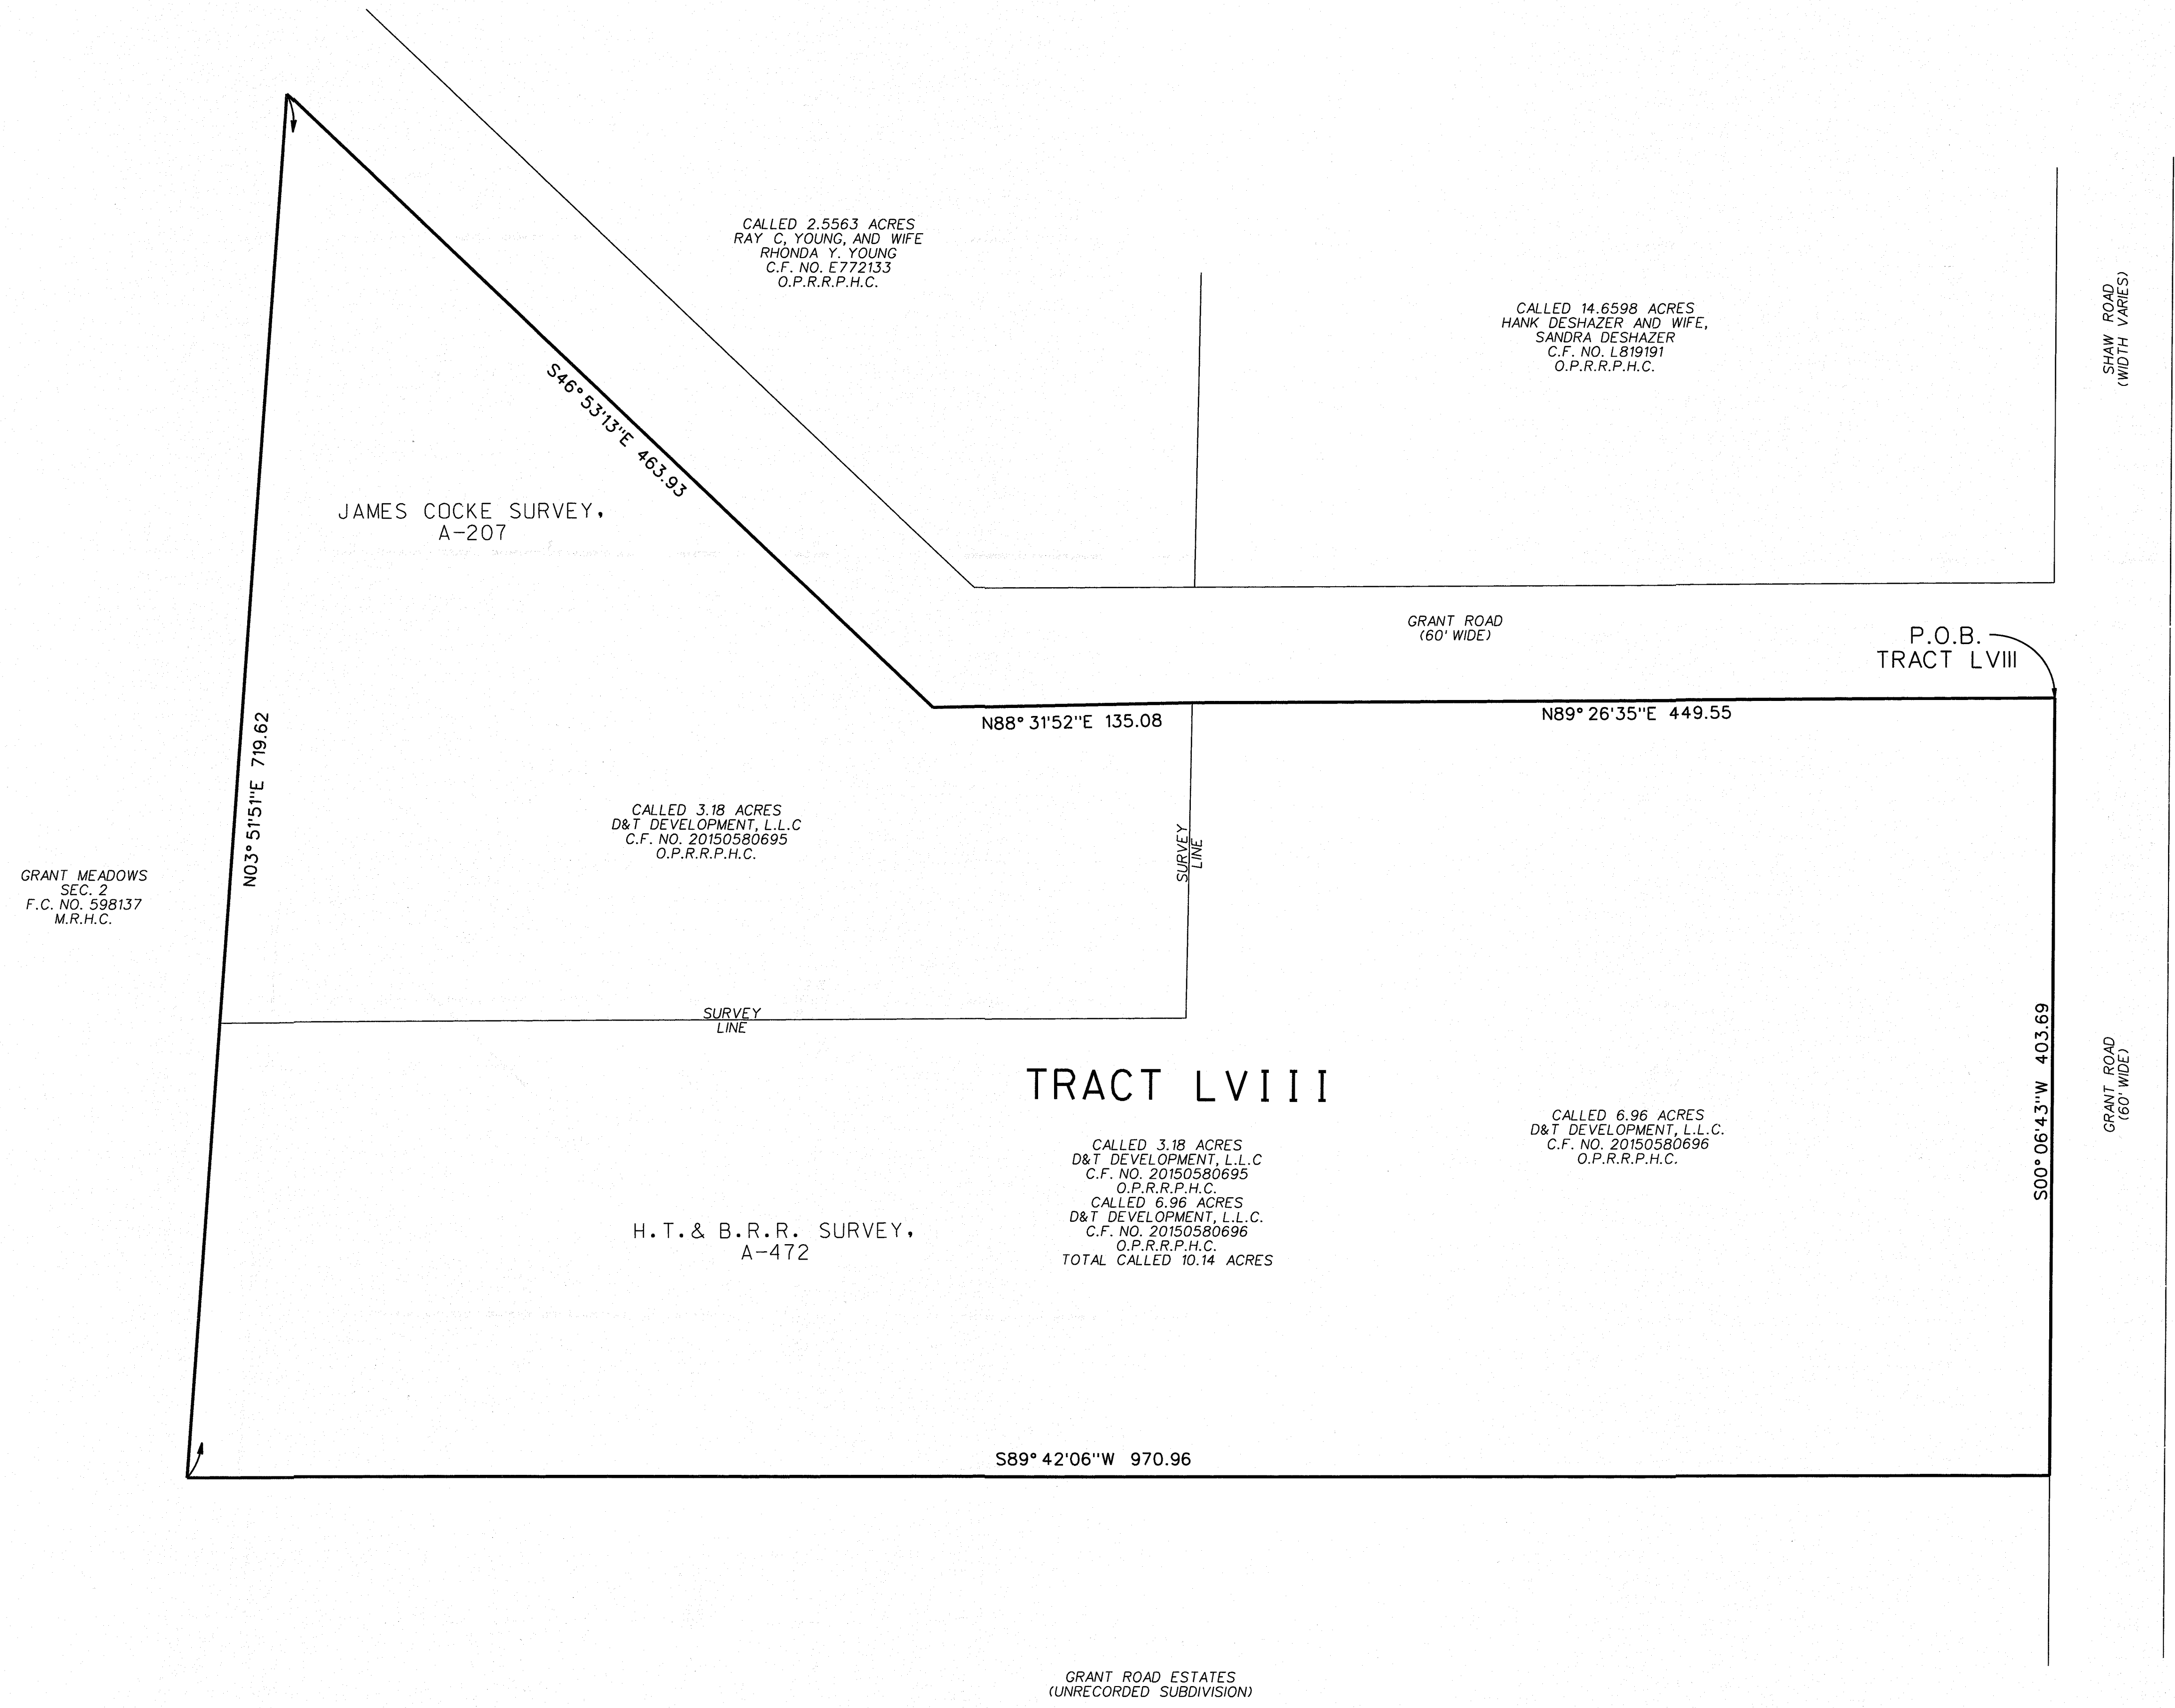 CALLED 2.5563 ACRES
RAY C, YOUNG, AND WIFE
RHONDA Y. YOUNG
C.F. NO. E772133
O.P.R.R.P.H.C.
CALLED 14.6598 ACRES
HANK DESHAZER AND WIFE,
SANDRA DESHAZER
C.F. NO. L819191
O.P.R.R.P.H.C.
SHAW ROAD
(WIDTH VARIES)
S46°53'13"E 463.93
JAMES COCKE SURVEY,
A-207
GRANT ROAD
(60' WIDE)
P.O.B.
TRACT LVIII
N88°31'52"E 135.08
N89°26'35"E 449.55
N03°51'51"E 719.62
CALLED 3.18 ACRES
D&T DEVELOPMENT, L.L.C
C.F. NO. 20150580695
O.P.R.R.P.H.C.
SURVEY
LINE
GRANT MEADOWS
SEC. 2
F.C. NO. 598137
M.R.H.C.
SURVEY
LINE
TRACT LVIII
CALLED 3.18 ACRES
D&T DEVELOPMENT, L.L.C
C.F. NO. 20150580695
O.P.R.R.P.H.C.
CALLED 6.96 ACRES
D&T DEVELOPMENT, L.L.C.
C.F. NO. 20150580696
O.P.R.R.P.H.C.
TOTAL CALLED 10.14 ACRES
CALLED 6.96 ACRES
D&T DEVELOPMENT, L.L.C.
C.F. NO. 20150580696
O.P.R.R.P.H.C.
S00°06'43"W 403.69
GRANT ROAD
(60' WIDE)
H.T.& B.R.R. SURVEY,
A-472
S89°42'06"W 970.96
GRANT ROAD ESTATES
(UNRECORDED SUBDIVISION)